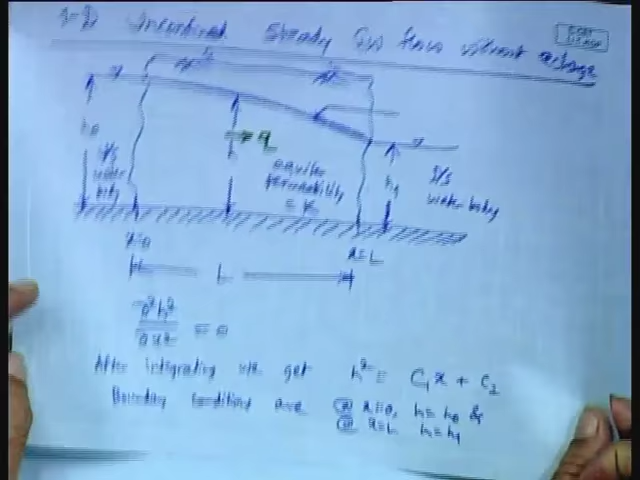 1-D Unconfined Steady GW flow without recharge
h0
U/S
water
body
q
h
aquifer
Permeability
= K
h1
D/S
water body
x=0
x=L
L
∂²h²
∂x² = 0
After integrating we get h² = C₁x + C₂
Boundary conditions are @ x=0, h=h0 &
@ x=L h=h1